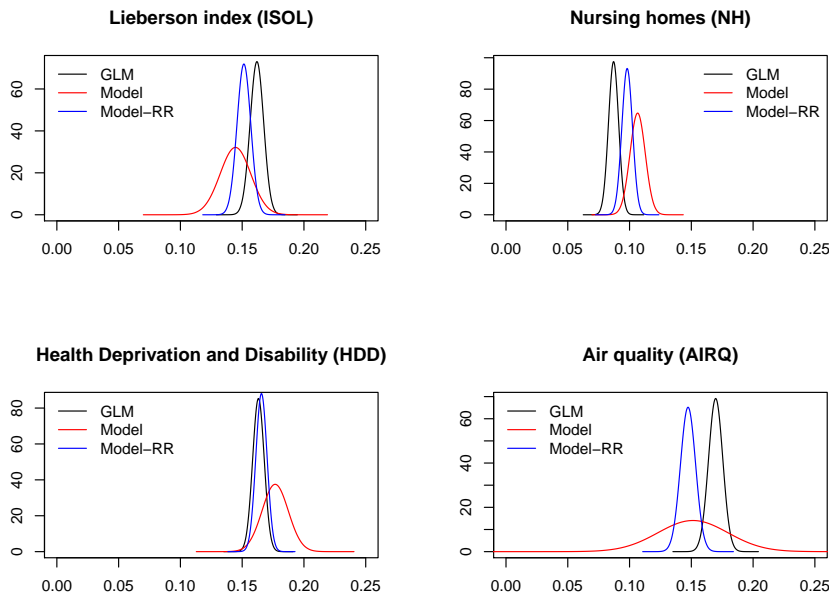 Lieberson index (ISOL)
GLM
Model
Model−RR
0 20 40 60
0.00 0.05 0.10 0.15 0.20 0.25
Nursing homes (NH)
GLM
Model
Model−RR
0 20 40 60 80
0.00 0.05 0.10 0.15 0.20 0.25
Health Deprivation and Disability (HDD)
GLM
Model
Model−RR
0 20 40 60 80
0.00 0.05 0.10 0.15 0.20 0.25
Air quality (AIRQ)
GLM
Model
Model−RR
0 20 40 60
0.00 0.05 0.10 0.15 0.20 0.25